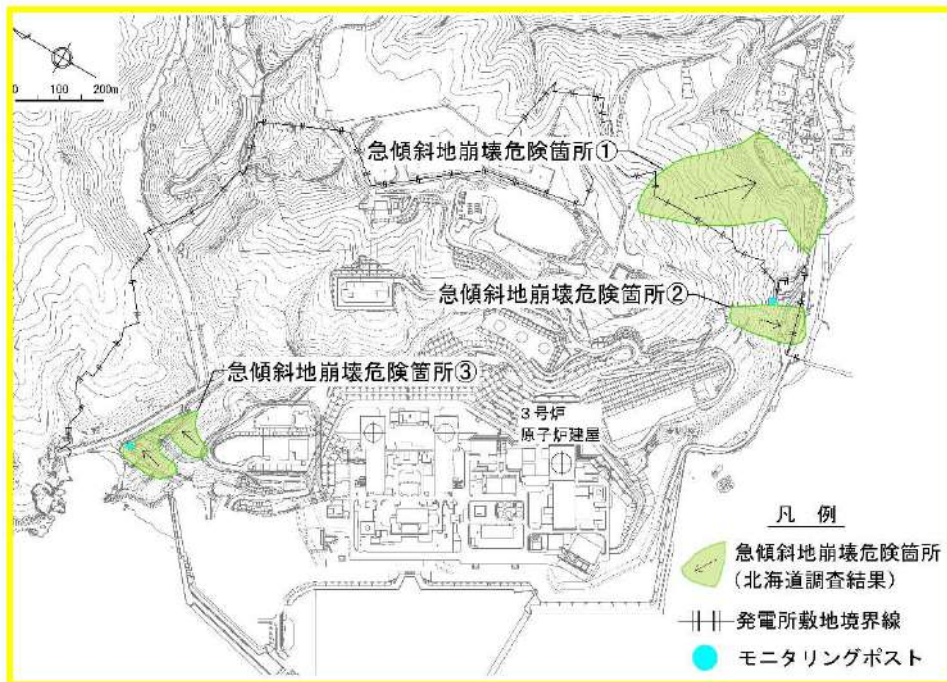 0 100 200m
急傾斜地崩壊危険箇所①
急傾斜地崩壊危険箇所②
急傾斜地崩壊危険箇所③
3号炉
原子炉建屋
凡 例
急傾斜地崩壊危険箇所
(北海道調査結果)
発電所敷地境界線
モニタリングポスト